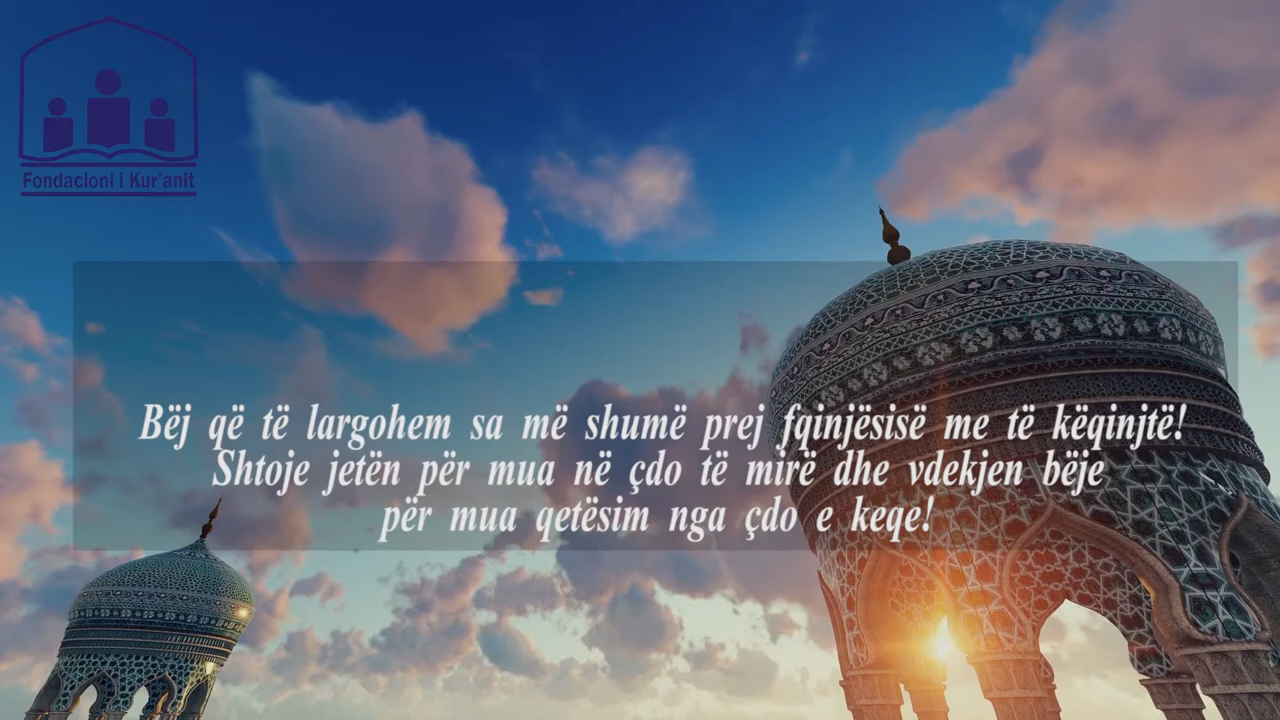 Fondacioni i Kur'anit
Bëj që të largohem sa më shumë prej fqinjësisë me të këqinjtë!
Shtoje jetën për mua në çdo të mirë dhe vdekjen bëje
për mua qetësim nga çdo e keqe!